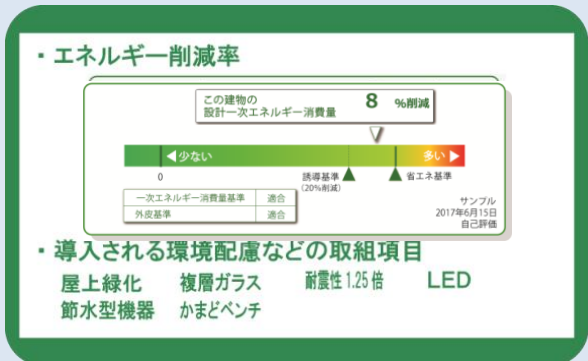 ・エネルギー削減率
この建物の
設計一次エネルギー消費量 8 %削減
◀少ない 多い▶
0 誘導基準 省エネ基準
(20%削減)
一次エネルギー消費量基準 適合
外皮基準 適合
サンプル
2017年6月15日
自己評価
・導入される環境配慮などの取組項目
屋上緑化 複層ガラス 耐震性1.25倍 LED
節水型機器 かまどベンチ